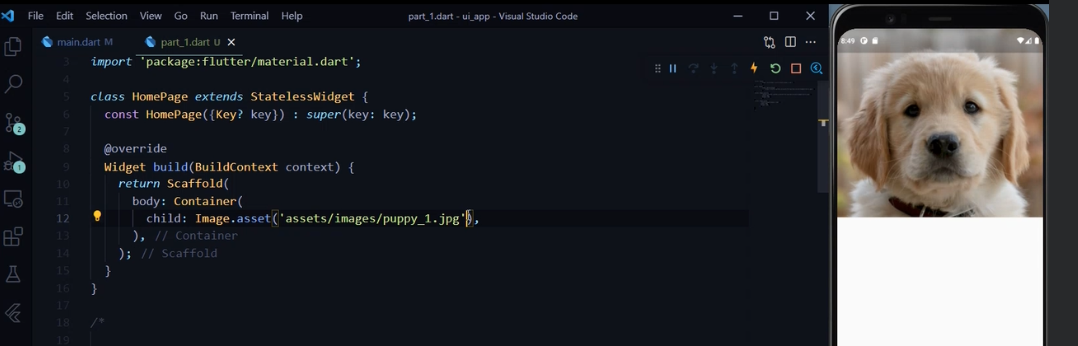 File Edit Selection View Go Run Terminal Help part_1.dart - ui_app - Visual Studio Code
main.dart M part_1.dart U
8:49
3 import 'package:flutter/material.dart';
4
5 class HomePage extends StatelessWidget {
6 const HomePage({Key? key}) : super(key: key);
7
8 @override
9 Widget build(BuildContext context) {
10 return Scaffold(
11 body: Container(
12 child: Image.asset('assets/images/puppy_1.jpg'),
13 ), // Container
14 ); // Scaffold
15 }
16 }
17
18 /*
19
2
1